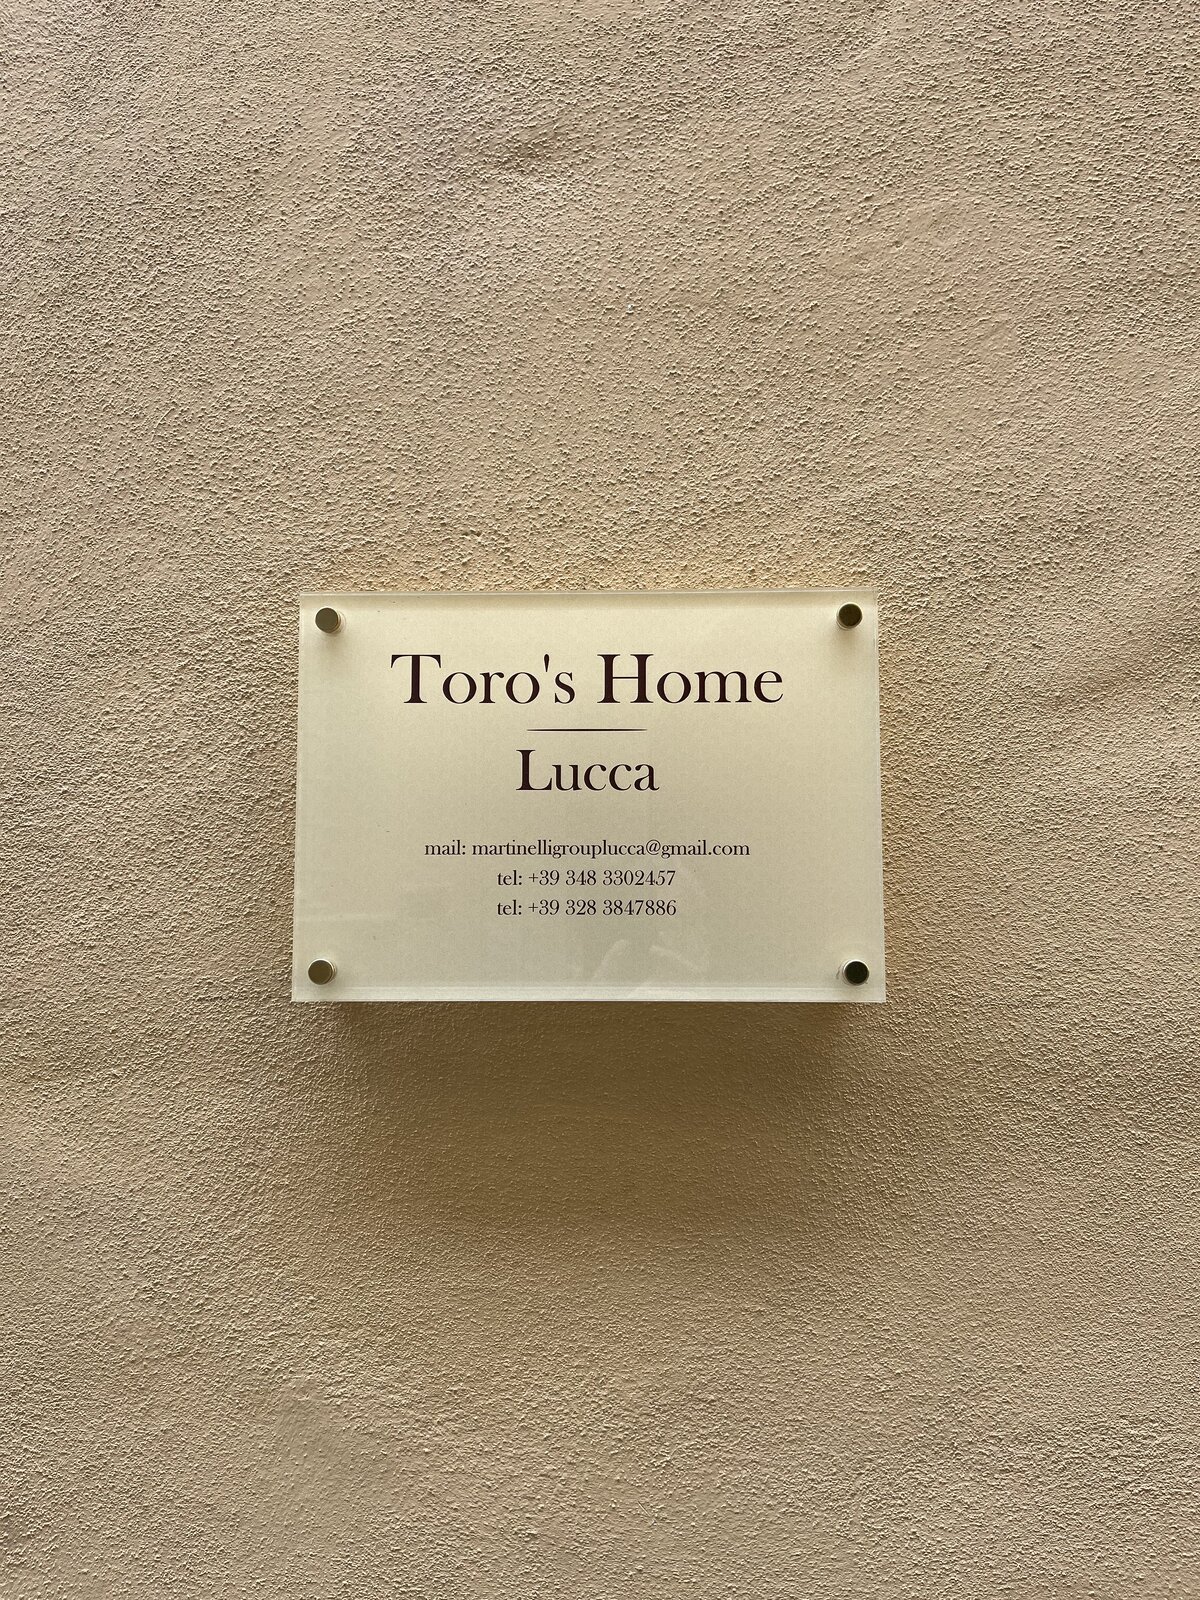 Toro's Home
Lucca
mail: martinelligrouplucca@gmail.com
tel: +39 348 3302457
tel: +39 328 3847886